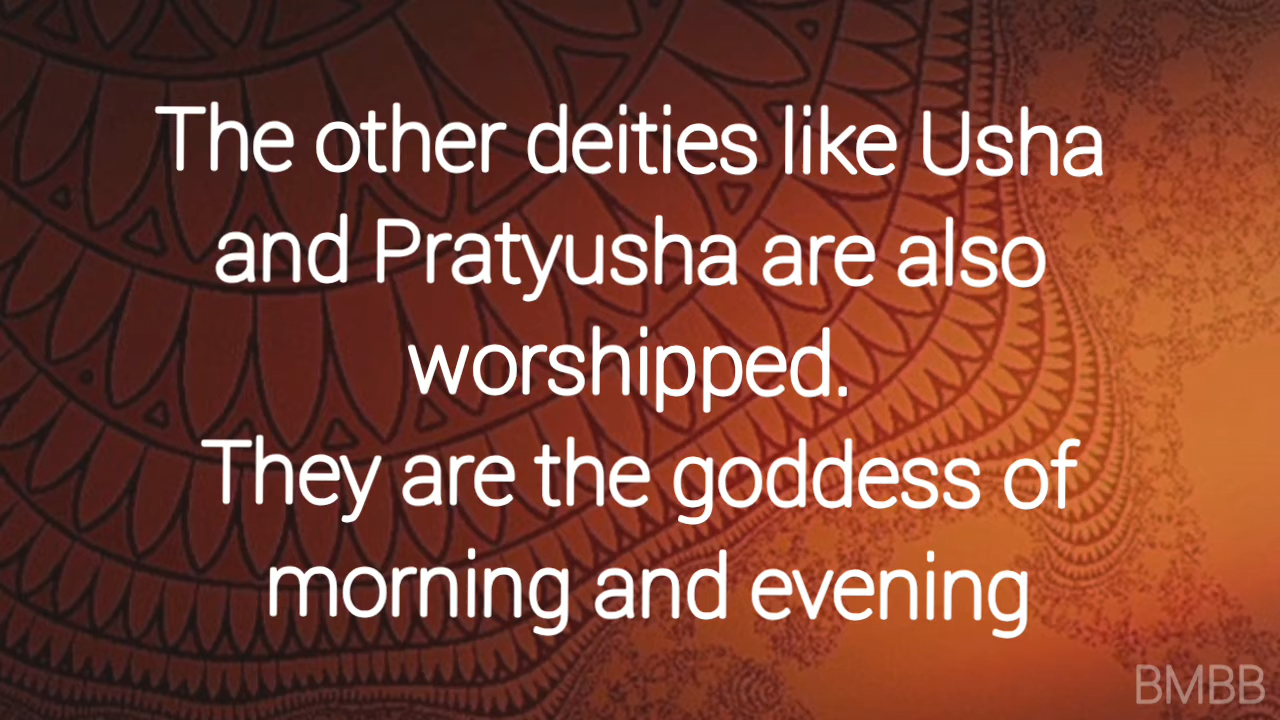 The other deities like Usha
and Pratyusha are also
worshipped.
They are the goddess of
morning and evening
BMBB